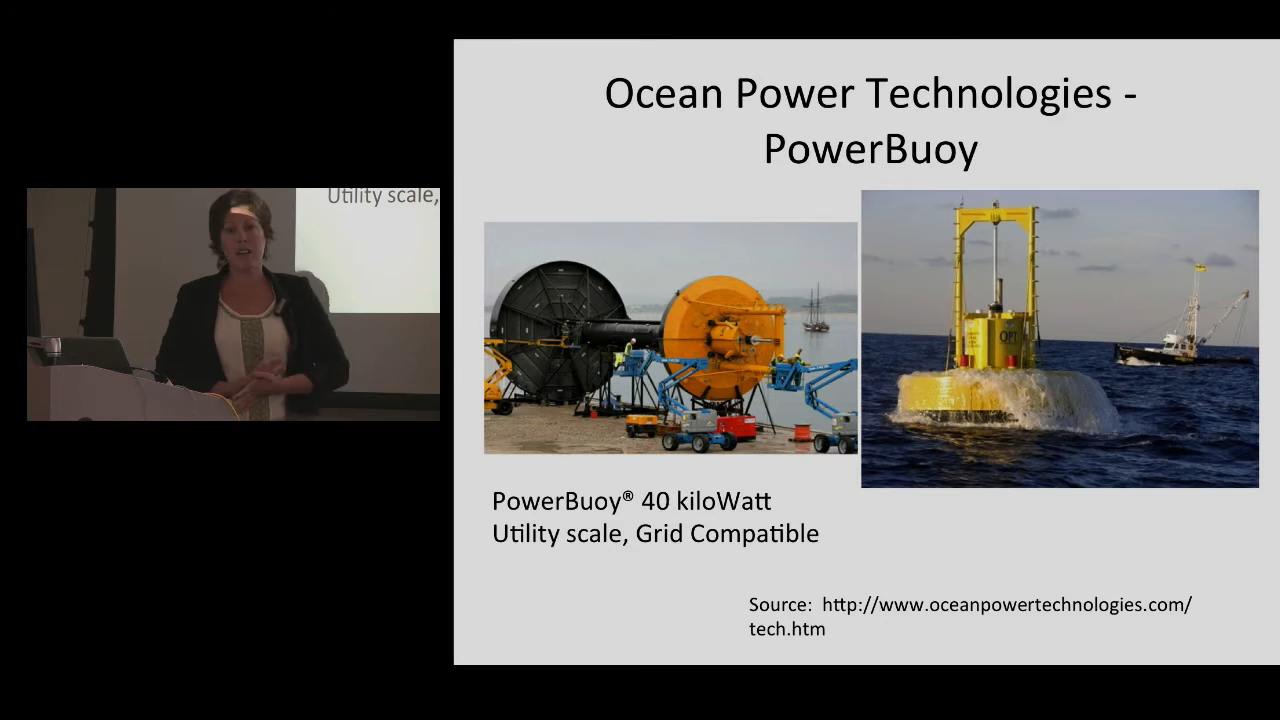 Ocean Power Technologies -
PowerBuoy
Utility scale,
OPT
PowerBuoy® 40 kiloWatt
Utility scale, Grid Compatible
Source: http://www.oceanpowertechnologies.com/
tech.htm